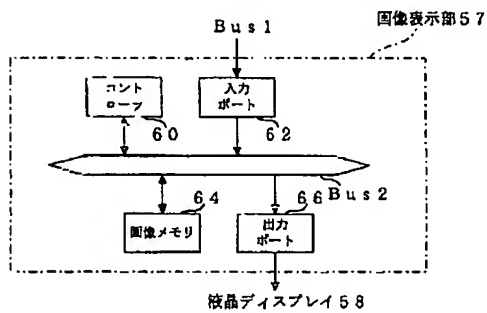 画像表示部57
Bus1
コント
ローラ
60
入力
ポート
62
Bus2
64
画像メモリ
66
出力
ポート
液晶ディスプレイ58